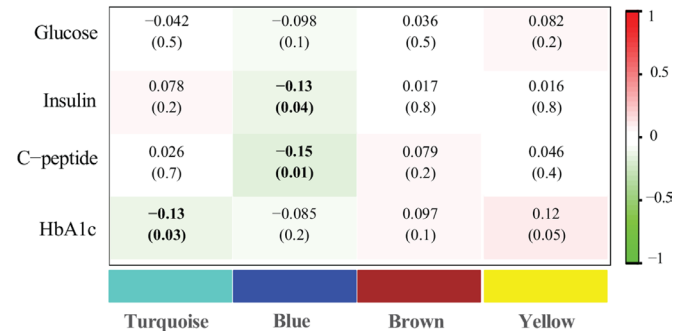 Glucose −0.042 −0.098 0.036 0.082
(0.5) (0.1) (0.5) (0.2)
Insulin 0.078 −0.13 0.017 0.016
(0.2) (0.04) (0.8) (0.8)
C−peptide 0.026 −0.15 0.079 0.046
(0.7) (0.01) (0.2) (0.4)
HbA1c −0.13 −0.085 0.097 0.12
(0.03) (0.2) (0.1) (0.05)
Turquoise Blue Brown Yellow
1
0.5
0
−0.5
−1